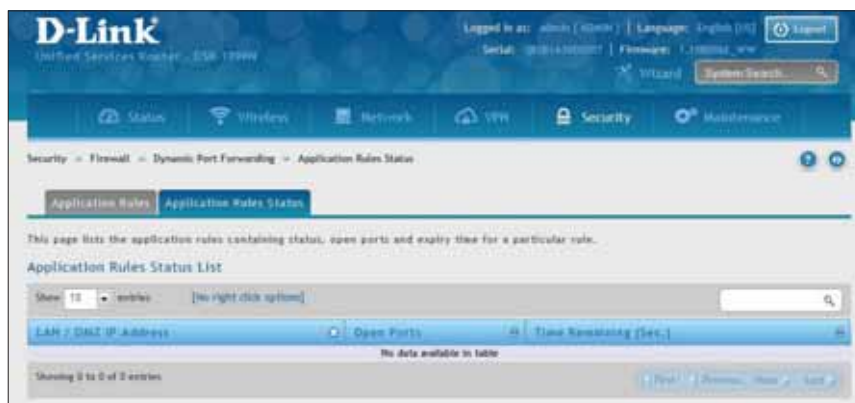 D-Link
Logged in as: admin ( ADMIN ) | Language: English [US]
Logout
Unified Services Router -
Serial: | Firmware:
Wizard
System Search...
Status
Wireless
Network
VPN
Security
Maintenance
Security » Firewall » Dynamic Port Forwarding » Application Rules Status
Application Rules
Application Rules Status
This page lists the application rules containing status, open ports and expiry time for a particular rule.
Application Rules Status List
Show 10 entries
[No right click options]
LAN / DMZ IP Address
Open Ports
Time Remaining (Sec.)
No data available in table
Showing 0 to 0 of 0 entries
First
Previous
Next
Last